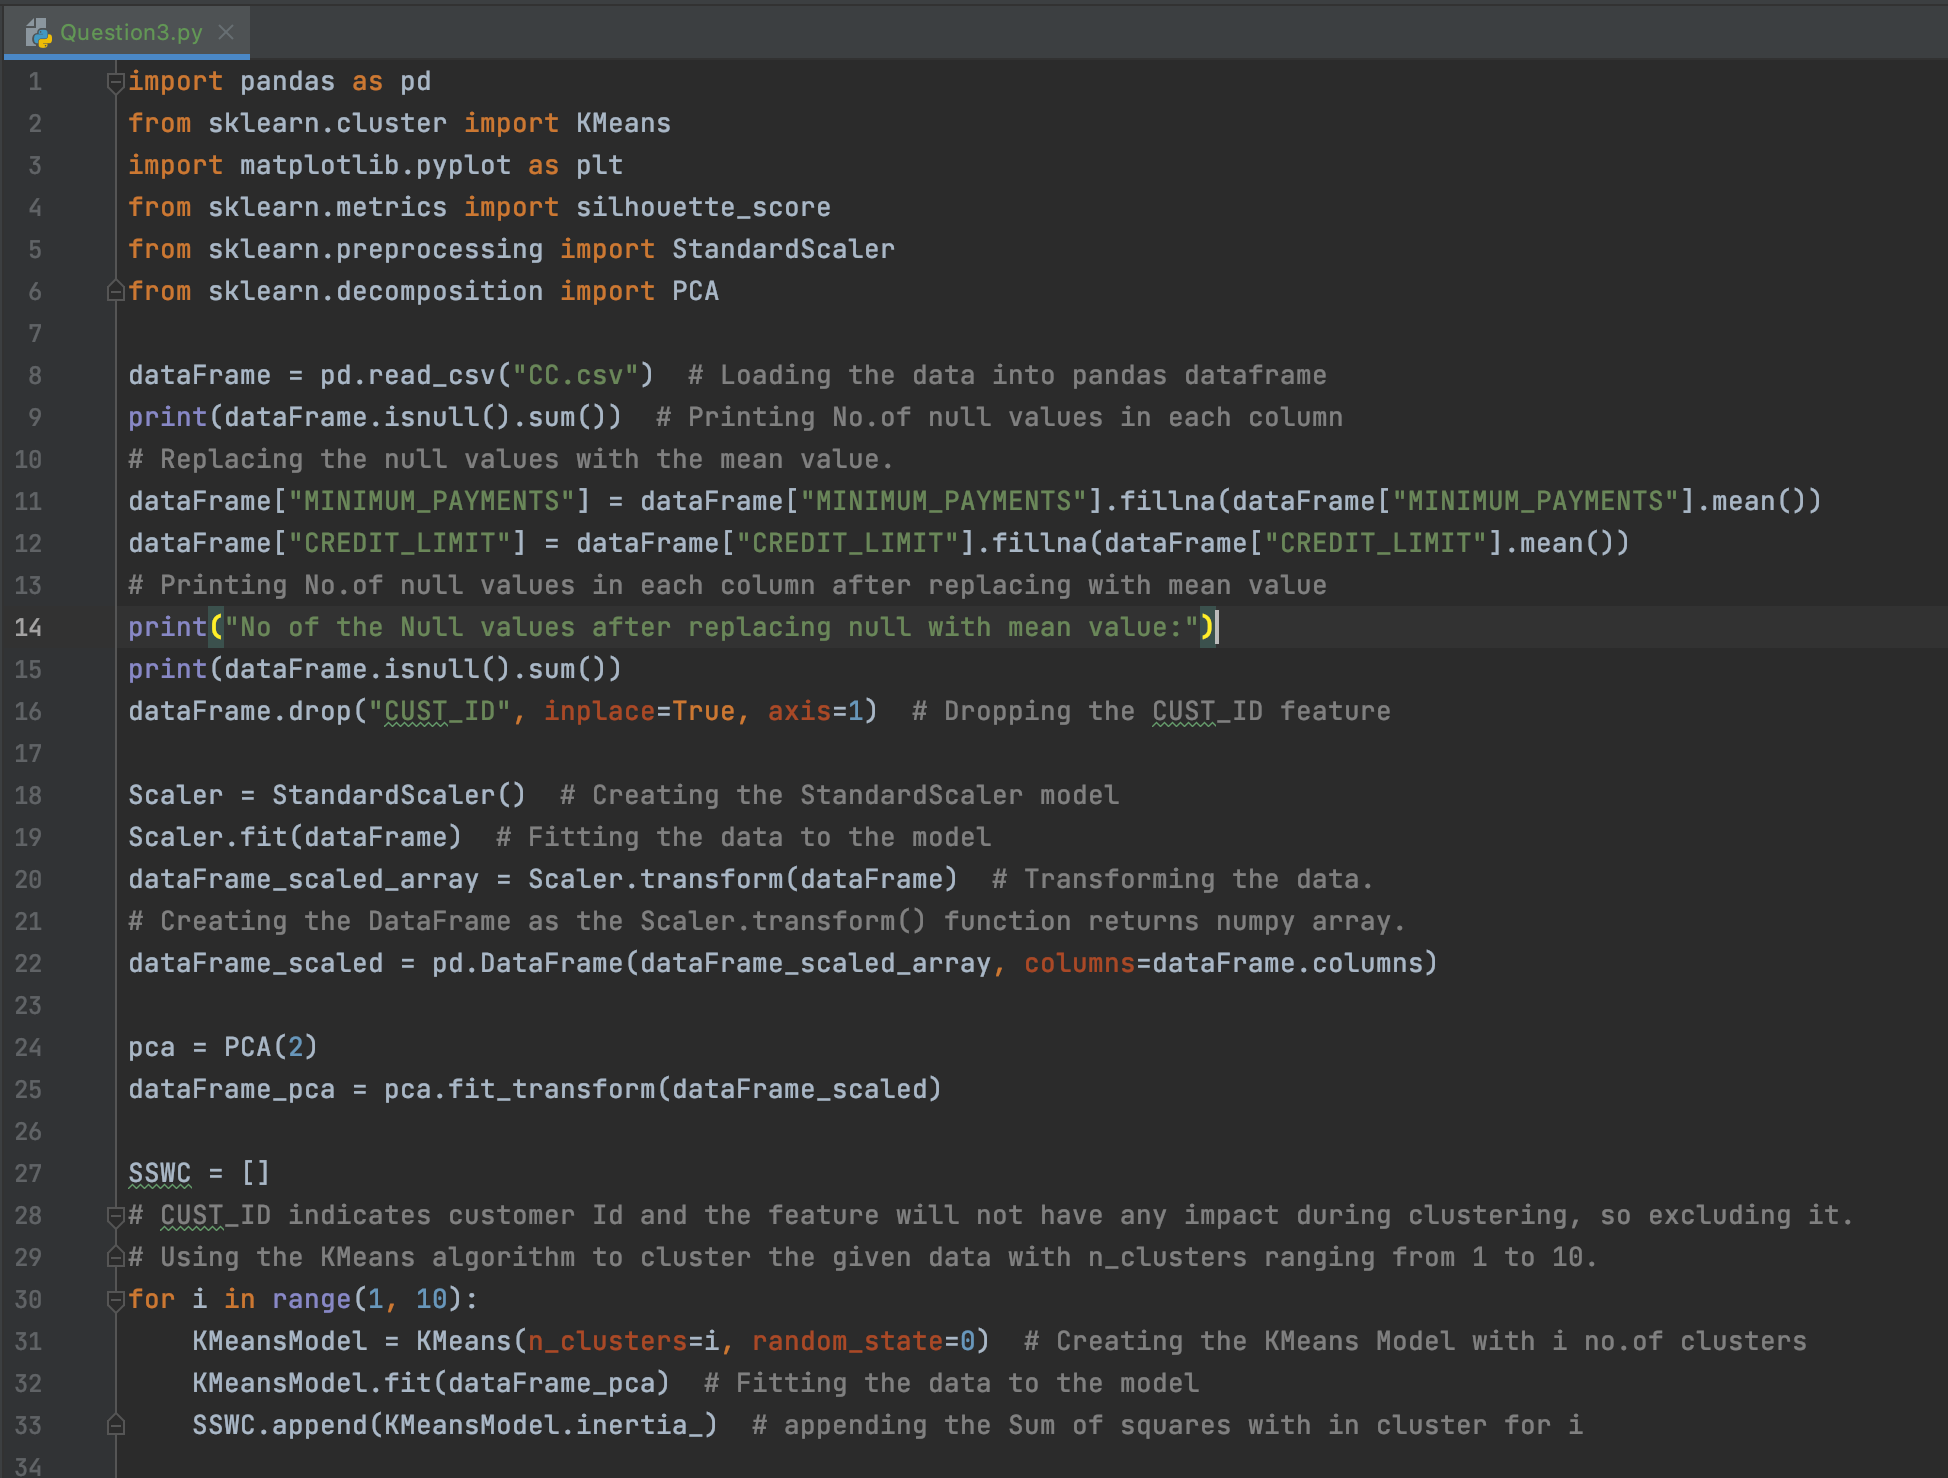 Question3.py
1 import pandas as pd
2 from sklearn.cluster import KMeans
3 import matplotlib.pyplot as plt
4 from sklearn.metrics import silhouette_score
5 from sklearn.preprocessing import StandardScaler
6 from sklearn.decomposition import PCA
7
8 dataFrame = pd.read_csv("CC.csv")  # Loading the data into pandas dataframe
9 print(dataFrame.isnull().sum())  # Printing No.of null values in each column
10 # Replacing the null values with the mean value.
11 dataFrame["MINIMUM_PAYMENTS"] = dataFrame["MINIMUM_PAYMENTS"].fillna(dataFrame["MINIMUM_PAYMENTS"].mean())
12 dataFrame["CREDIT_LIMIT"] = dataFrame["CREDIT_LIMIT"].fillna(dataFrame["CREDIT_LIMIT"].mean())
13 # Printing No.of null values in each column after replacing with mean value
14 print("No of the Null values after replacing null with mean value:")
15 print(dataFrame.isnull().sum())
16 dataFrame.drop("CUST_ID", inplace=True, axis=1)  # Dropping the CUST_ID feature
17
18 Scaler = StandardScaler()  # Creating the StandardScaler model
19 Scaler.fit(dataFrame)  # Fitting the data to the model
20 dataFrame_scaled_array = Scaler.transform(dataFrame)  # Transforming the data.
21 # Creating the DataFrame as the Scaler.transform() function returns numpy array.
22 dataFrame_scaled = pd.DataFrame(dataFrame_scaled_array, columns=dataFrame.columns)
23
24 pca = PCA(2)
25 dataFrame_pca = pca.fit_transform(dataFrame_scaled)
26
27 SSWC = []
28 # CUST_ID indicates customer Id and the feature will not have any impact during clustering, so excluding it.
29 # Using the KMeans algorithm to cluster the given data with n_clusters ranging from 1 to 10.
30 for i in range(1, 10):
31     KMeansModel = KMeans(n_clusters=i, random_state=0)  # Creating the KMeans Model with i no.of clusters
32     KMeansModel.fit(dataFrame_pca)  # Fitting the data to the model
33     SSWC.append(KMeansModel.inertia_)  # appending the Sum of squares with in cluster for i
34